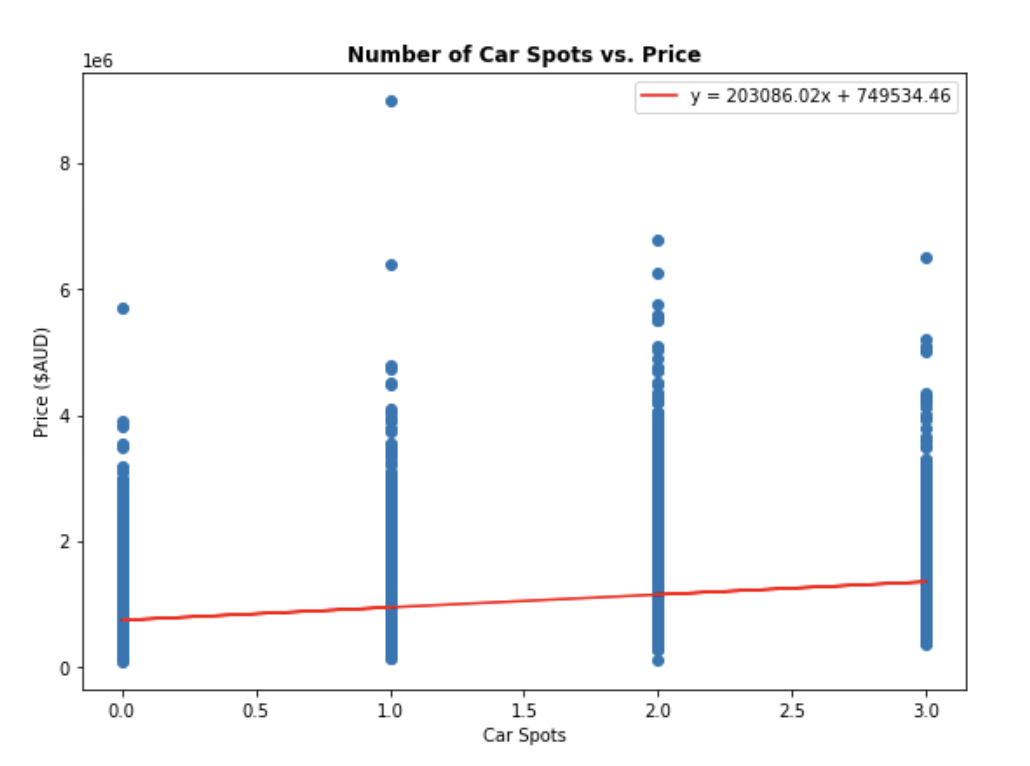 Number of Car Spots vs. Price
1e6
y = 203086.02x + 749534.46
8
6
4
2
0
Price ($AUD)
0.0 0.5 1.0 1.5 2.0 2.5 3.0
Car Spots